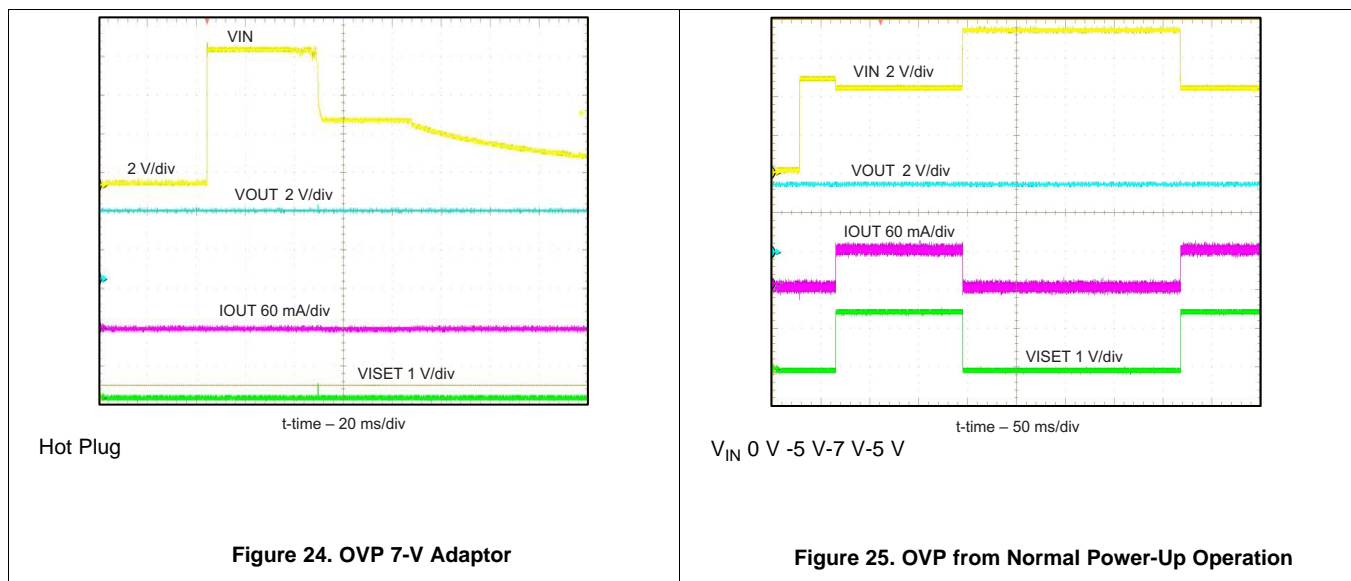 VIN
2 V/div
VOUT 2 V/div
IOUT 60 mA/div
VISET 1 V/div
t-time – 20 ms/div
Hot Plug
Figure 24. OVP 7-V Adaptor
VIN 2 V/div
VOUT 2 V/div
IOUT 60 mA/div
VISET 1 V/div
t-time – 50 ms/div
VIN 0 V -5 V-7 V-5 V
Figure 25. OVP from Normal Power-Up Operation